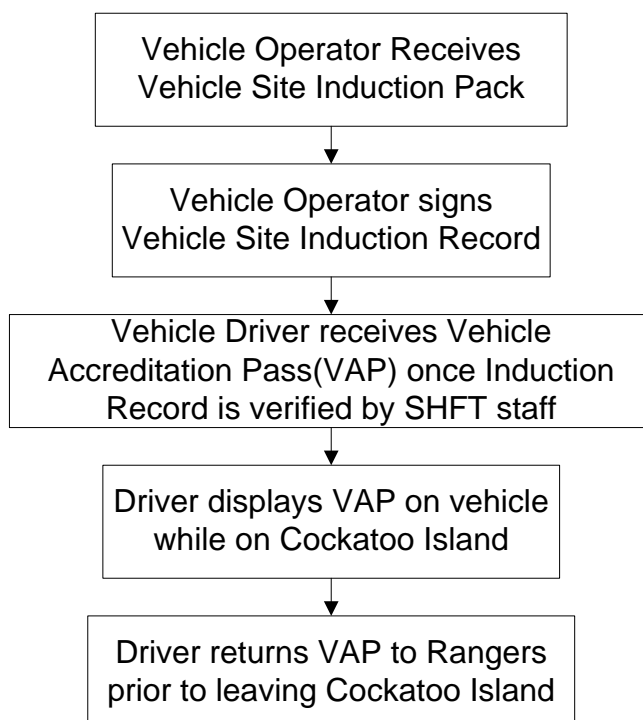 Vehicle Operator Receives
Vehicle Site Induction Pack
Vehicle Operator signs
Vehicle Site Induction Record
Vehicle Driver receives Vehicle
Accreditation Pass(VAP) once Induction
Record is verified by SHFT staff
Driver displays VAP on vehicle
while on Cockatoo Island
Driver returns VAP to Rangers
prior to leaving Cockatoo Island